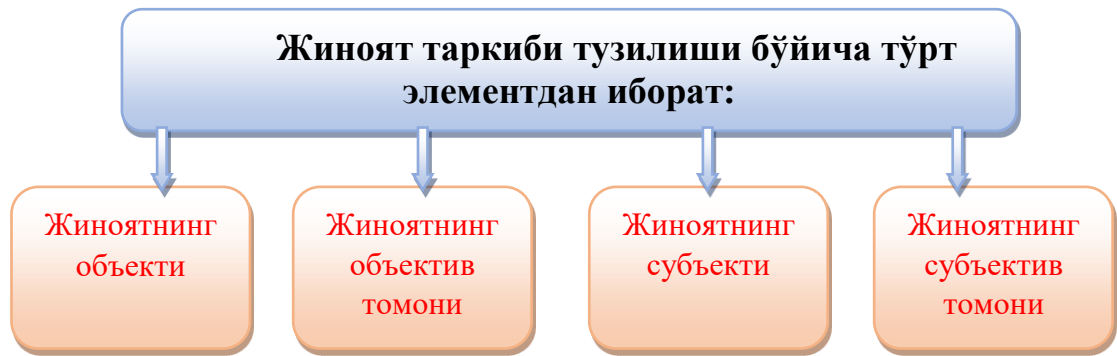 Жиноят таркиби тузилиши бўйича тўрт
элементдан иборат:
Жиноятнинг
объекти
Жиноятнинг
объектив
томони
Жиноятнинг
субъекти
Жиноятнинг
субъектив
томони